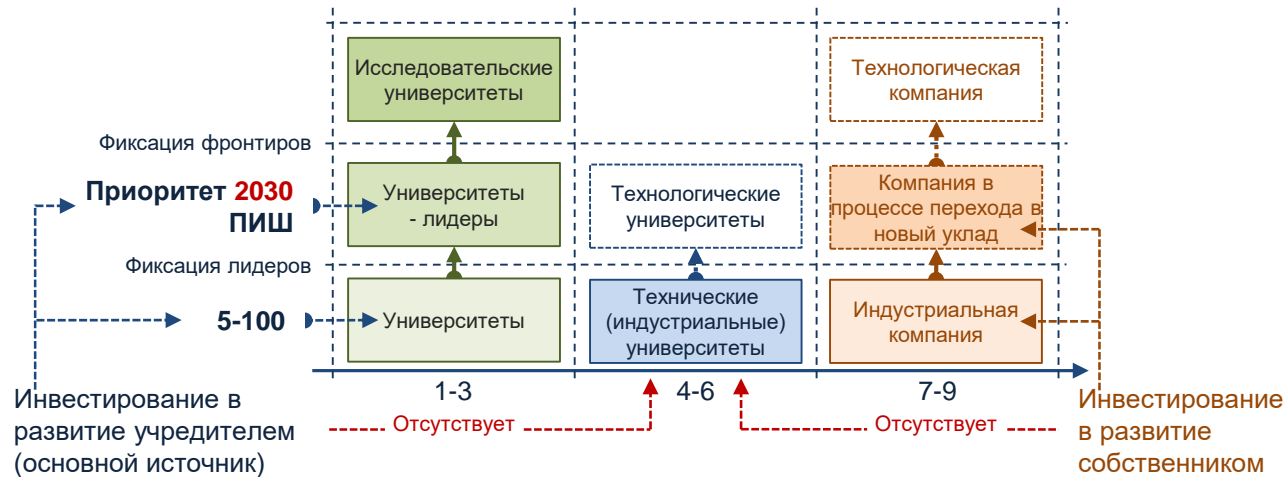 Исследовательские
университеты
Технологическая
компания
Фиксация фронтиров
Приоритет 2030
ПИШ
Университеты
- лидеры
Технологические
университеты
Компания в
процессе перехода в
новый уклад
Фиксация лидеров
5-100
Университеты
Технические
(индустриальные)
университеты
Индустриальная
компания
1-3
4-6
7-9
Инвестирование в
развитие учредителем
(основной источник)
Отсутствует
Отсутствует
Инвестирование
в развитие
собственником